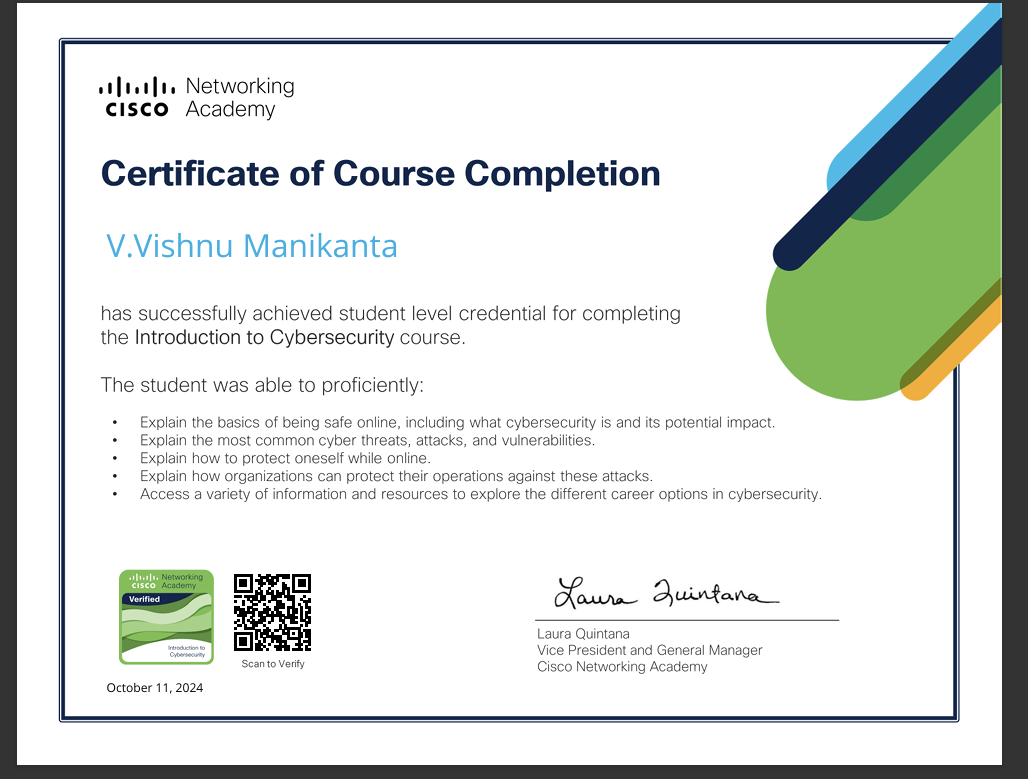 Networking
CISCO Academy
Certificate of Course Completion
V.Vishnu Manikanta
has successfully achieved student level credential for completing
the Introduction to Cybersecurity course.
The student was able to proficiently:
• Explain the basics of being safe online, including what cybersecurity is and its potential impact.
• Explain the most common cyber threats, attacks, and vulnerabilities.
• Explain how to protect oneself while online.
• Explain how organizations can protect their operations against these attacks.
• Access a variety of information and resources to explore the different career options in cybersecurity.
Networking
CISCO Academy
Verified
Introduction to
Cybersecurity
Scan to Verify
October 11, 2024
Laura Quintana
Laura Quintana
Vice President and General Manager
Cisco Networking Academy